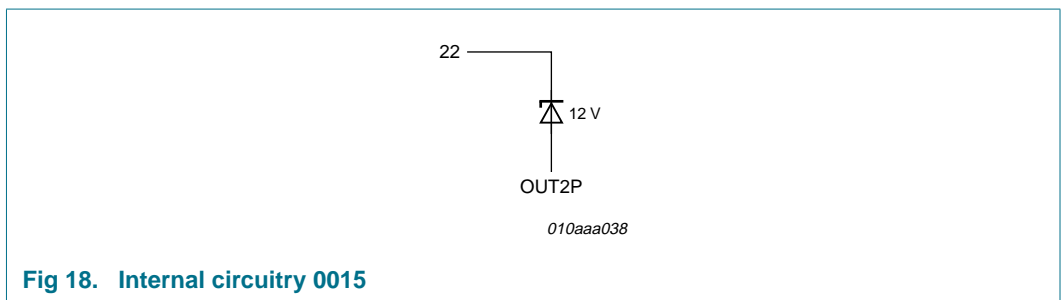 22
12 V
OUT2P
010aaa038
Fig 18. Internal circuitry 0015